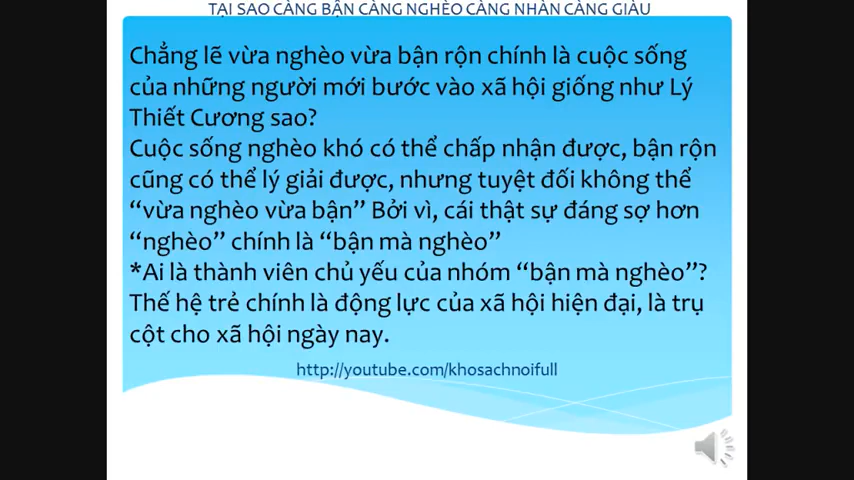 TẠI SAO CÀNG BẬN CÀNG NGHÈO CÀNG NHÀN CÀNG GIÀU
Chẳng lẽ vừa nghèo vừa bận rộn chính là cuộc sống
của những người mới bước vào xã hội giống như Lý
Thiết Cương sao?
Cuộc sống nghèo khó có thể chấp nhận được, bận rộn
cũng có thể lý giải được, nhưng tuyệt đối không thể
“vừa nghèo vừa bận” Bởi vì, cái thật sự đáng sợ hơn
“nghèo” chính là “bận mà nghèo”
*Ai là thành viên chủ yếu của nhóm “bận mà nghèo”?
Thế hệ trẻ chính là động lực của xã hội hiện đại, là trụ
cột cho xã hội ngày nay.
http://youtube.com/khosachnoifull